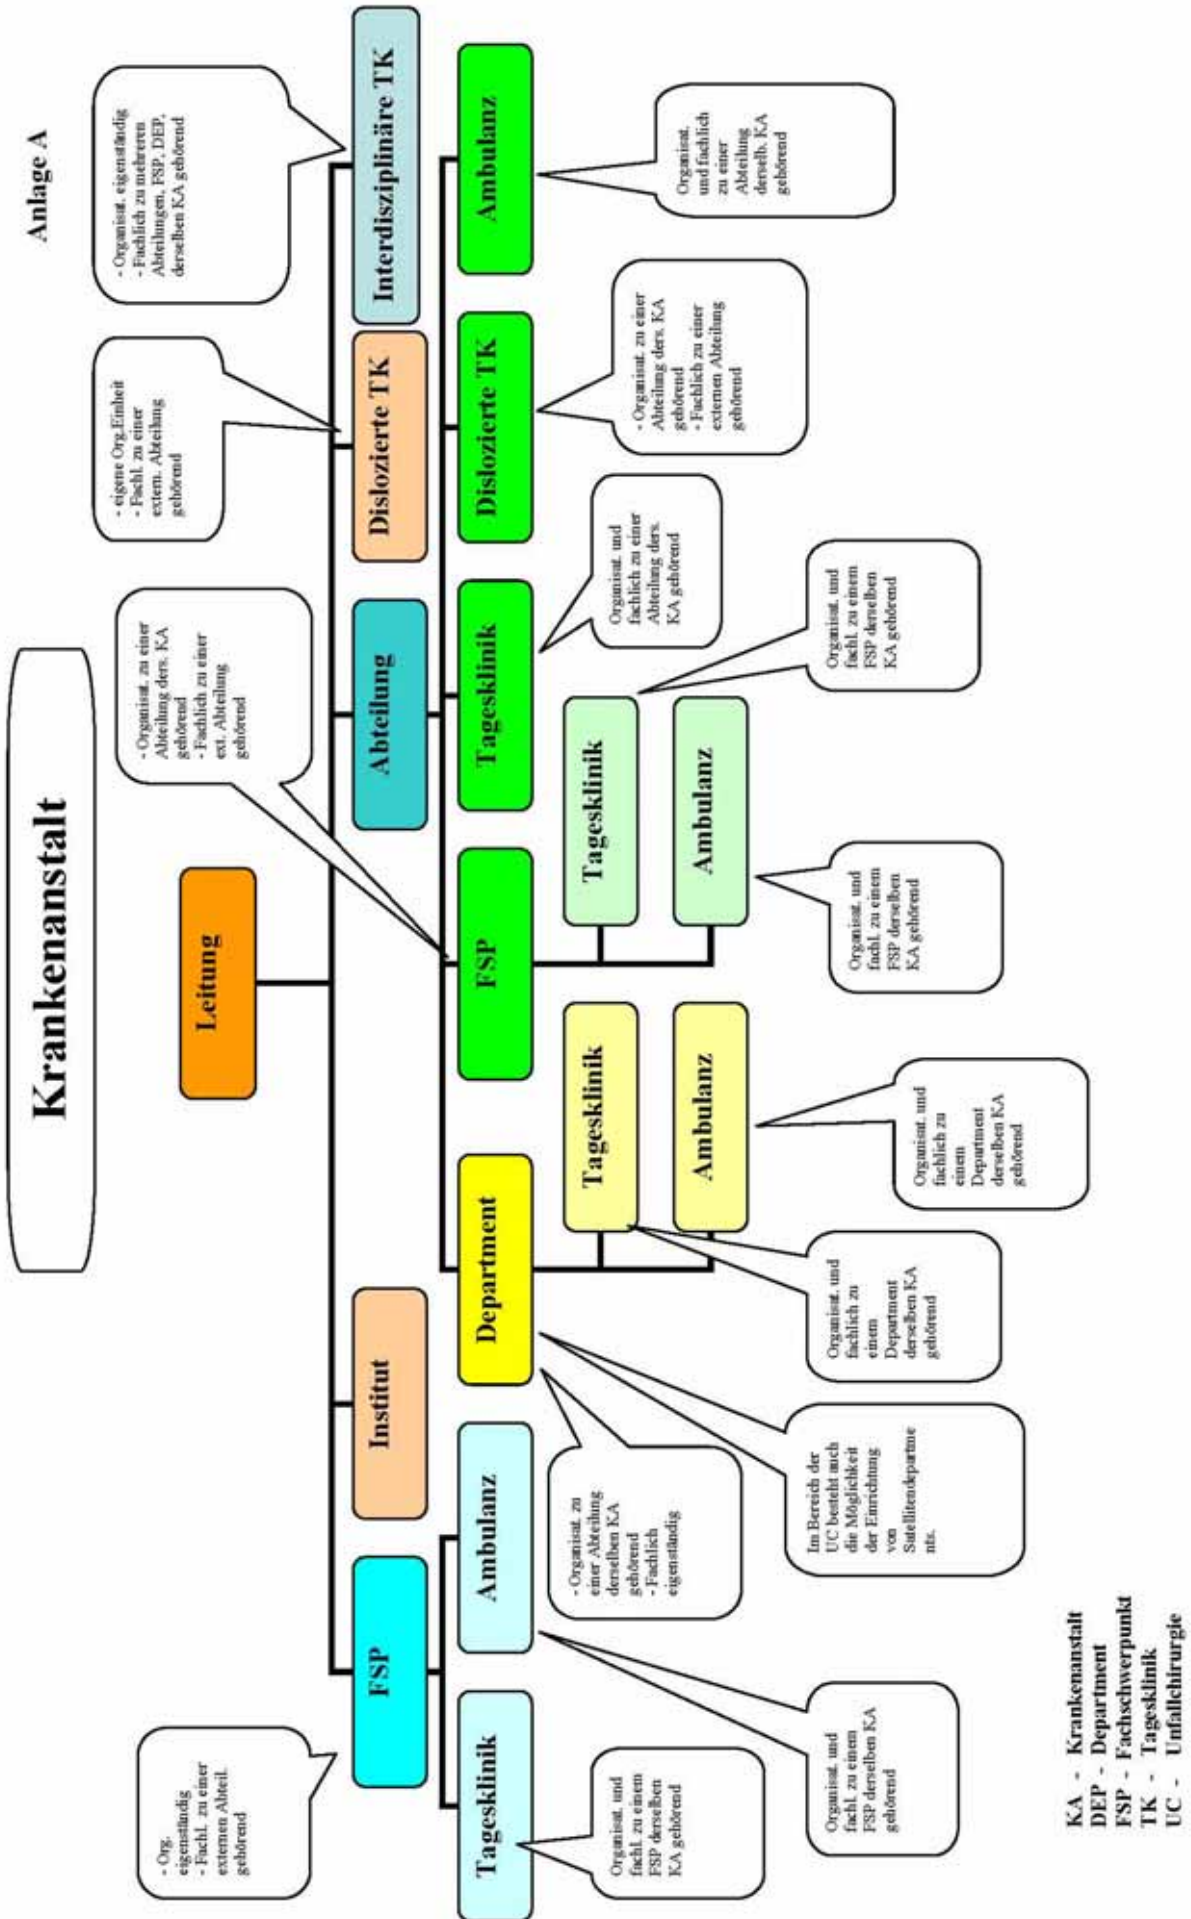 Anlage A
Krankenanstalt
Leitung
- Org.
eigenständig
- Fachl. zu einer
externen Abteil.
gehörend
- Organisat. zu einer
Abteilung ders. KA
gehörend
- Fachlich zu einer
ext. Abteilung
gehörend
- eigene Org.Einheit
- Fachl. zu einer
extern. Abteilung
gehörend
- Organisat. eigenständig
- Fachlich zu mehreren
Abteilungen, FSP, DEP,
derselben KA gehörend
FSP
Institut
Abteilung
Dislozierte TK
Interdisziplinäre TK
Tagesklinik
Ambulanz
Department
FSP
Tagesklinik
Dislozierte TK
Ambulanz
Tagesklinik
Ambulanz
Tagesklinik
Ambulanz
Organisat. und
fachl. zu einem
FSP derselben
KA gehörend
- Organisat. zu
einer Abteilung
derselben KA
gehörend
- Fachlich
eigenständig
Organisat. und
fachlich zu einer
Abteilung ders.
KA gehörend
- Organisat. zu einer
Abteilung ders. KA
gehörend
- Fachlich zu einer
externen Abteilung
gehörend
Organisat.
und fachlich
zu einer
Abteilung
derselb. KA
gehörend
Organisat. und
fachl. zu einem
FSP derselben KA
gehörend
Im Bereich der
UC besteht auch
die Möglichkeit
der Einrichtung
von
Satellitendepartme
nts.
Organisat. und
fachlich zu
einem
Department
derselben KA
gehörend
Organisat. und
fachlich zu
einem
Department
derselben KA
gehörend
Organisat. und
fachl. zu einem
FSP derselben
KA gehörend
Organisat. und
fachl. zu einem
FSP derselben
KA gehörend
KA - Krankenanstalt
DEP - Department
FSP - Fachschwerpunkt
TK - Tagesklinik
UC - Unfallchirurgie